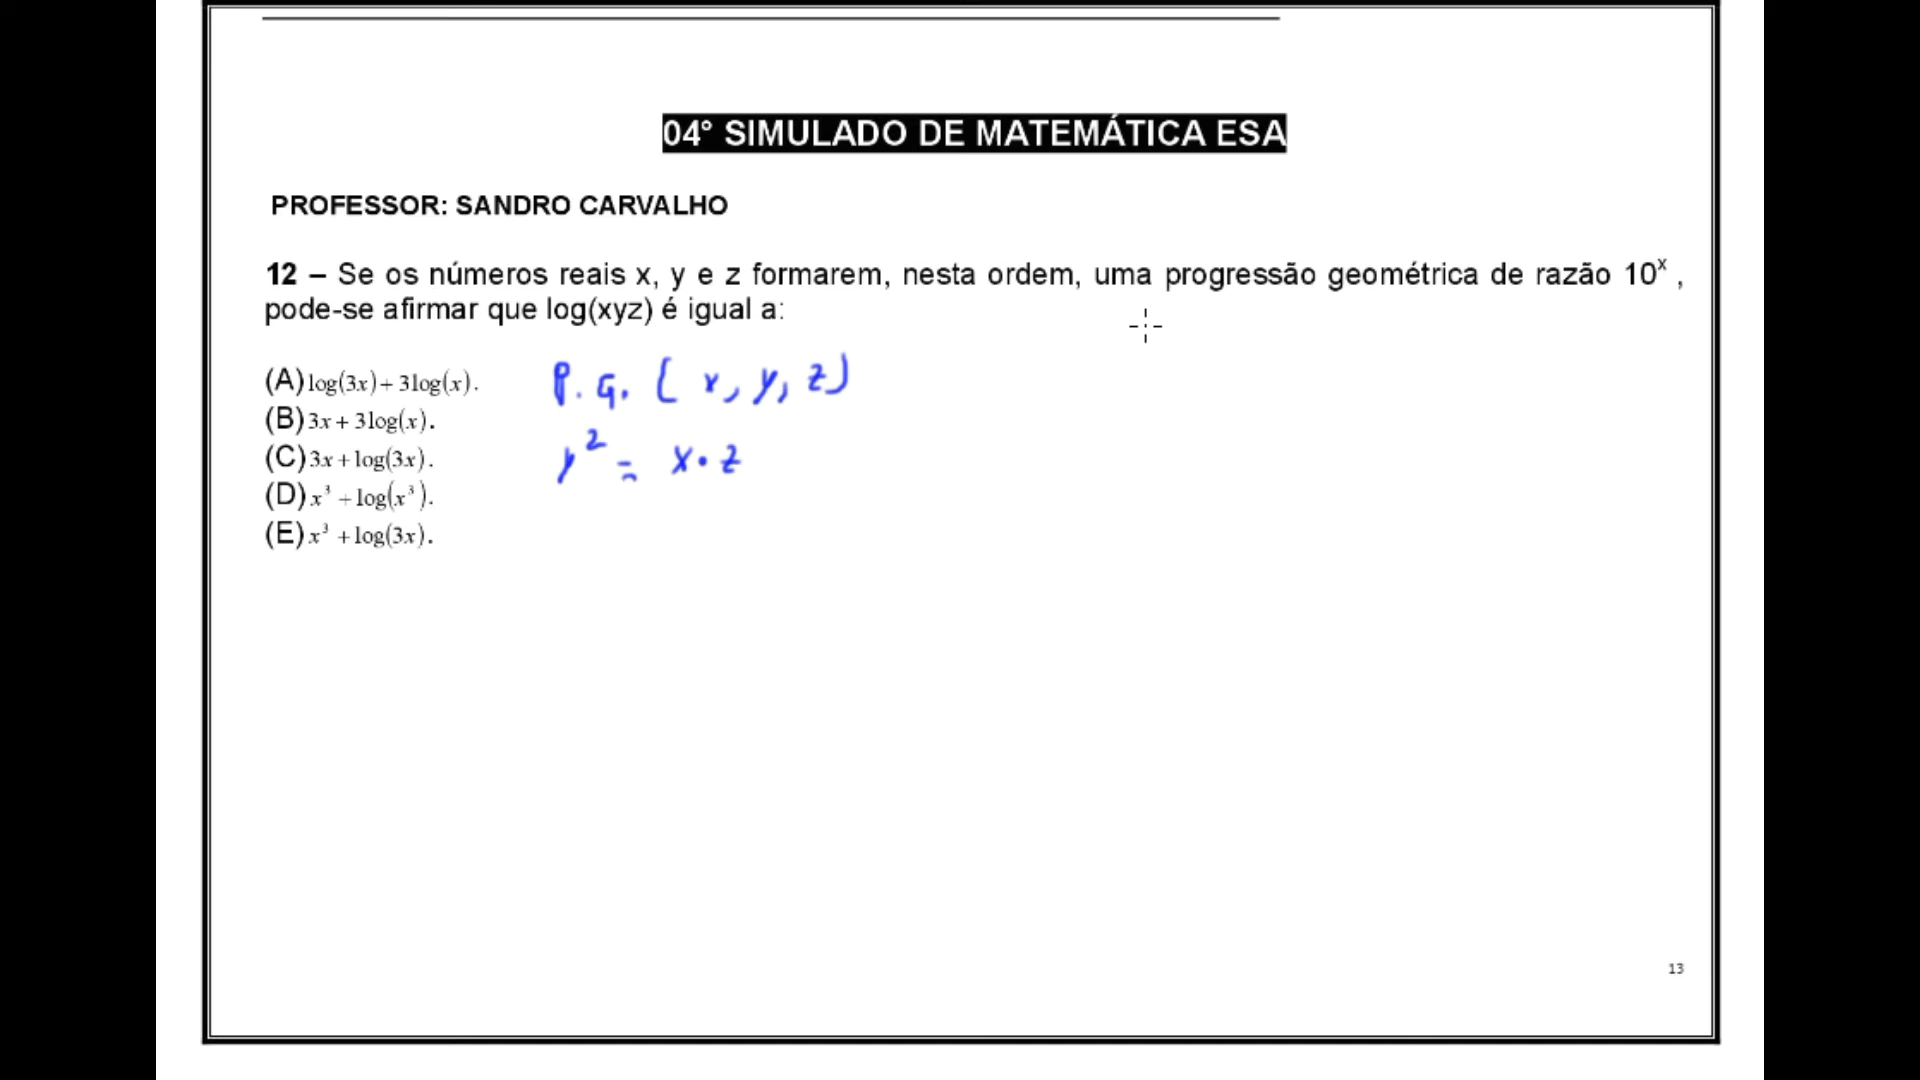 04° SIMULADO DE MATEMÁTICA ESA
PROFESSOR: SANDRO CARVALHO
12 – Se os números reais x, y e z formarem, nesta ordem, uma progressão geométrica de razão 10ˣ ,
pode-se afirmar que log(xyz) é igual a:
(A) log(3x) + 3log(x).
(B) 3x + 3log(x).
(C) 3x + log(3x).
(D) x³ + log(x³).
(E) x³ + log(3x).
P.G. ( x, y, z)
y² = x • z
13